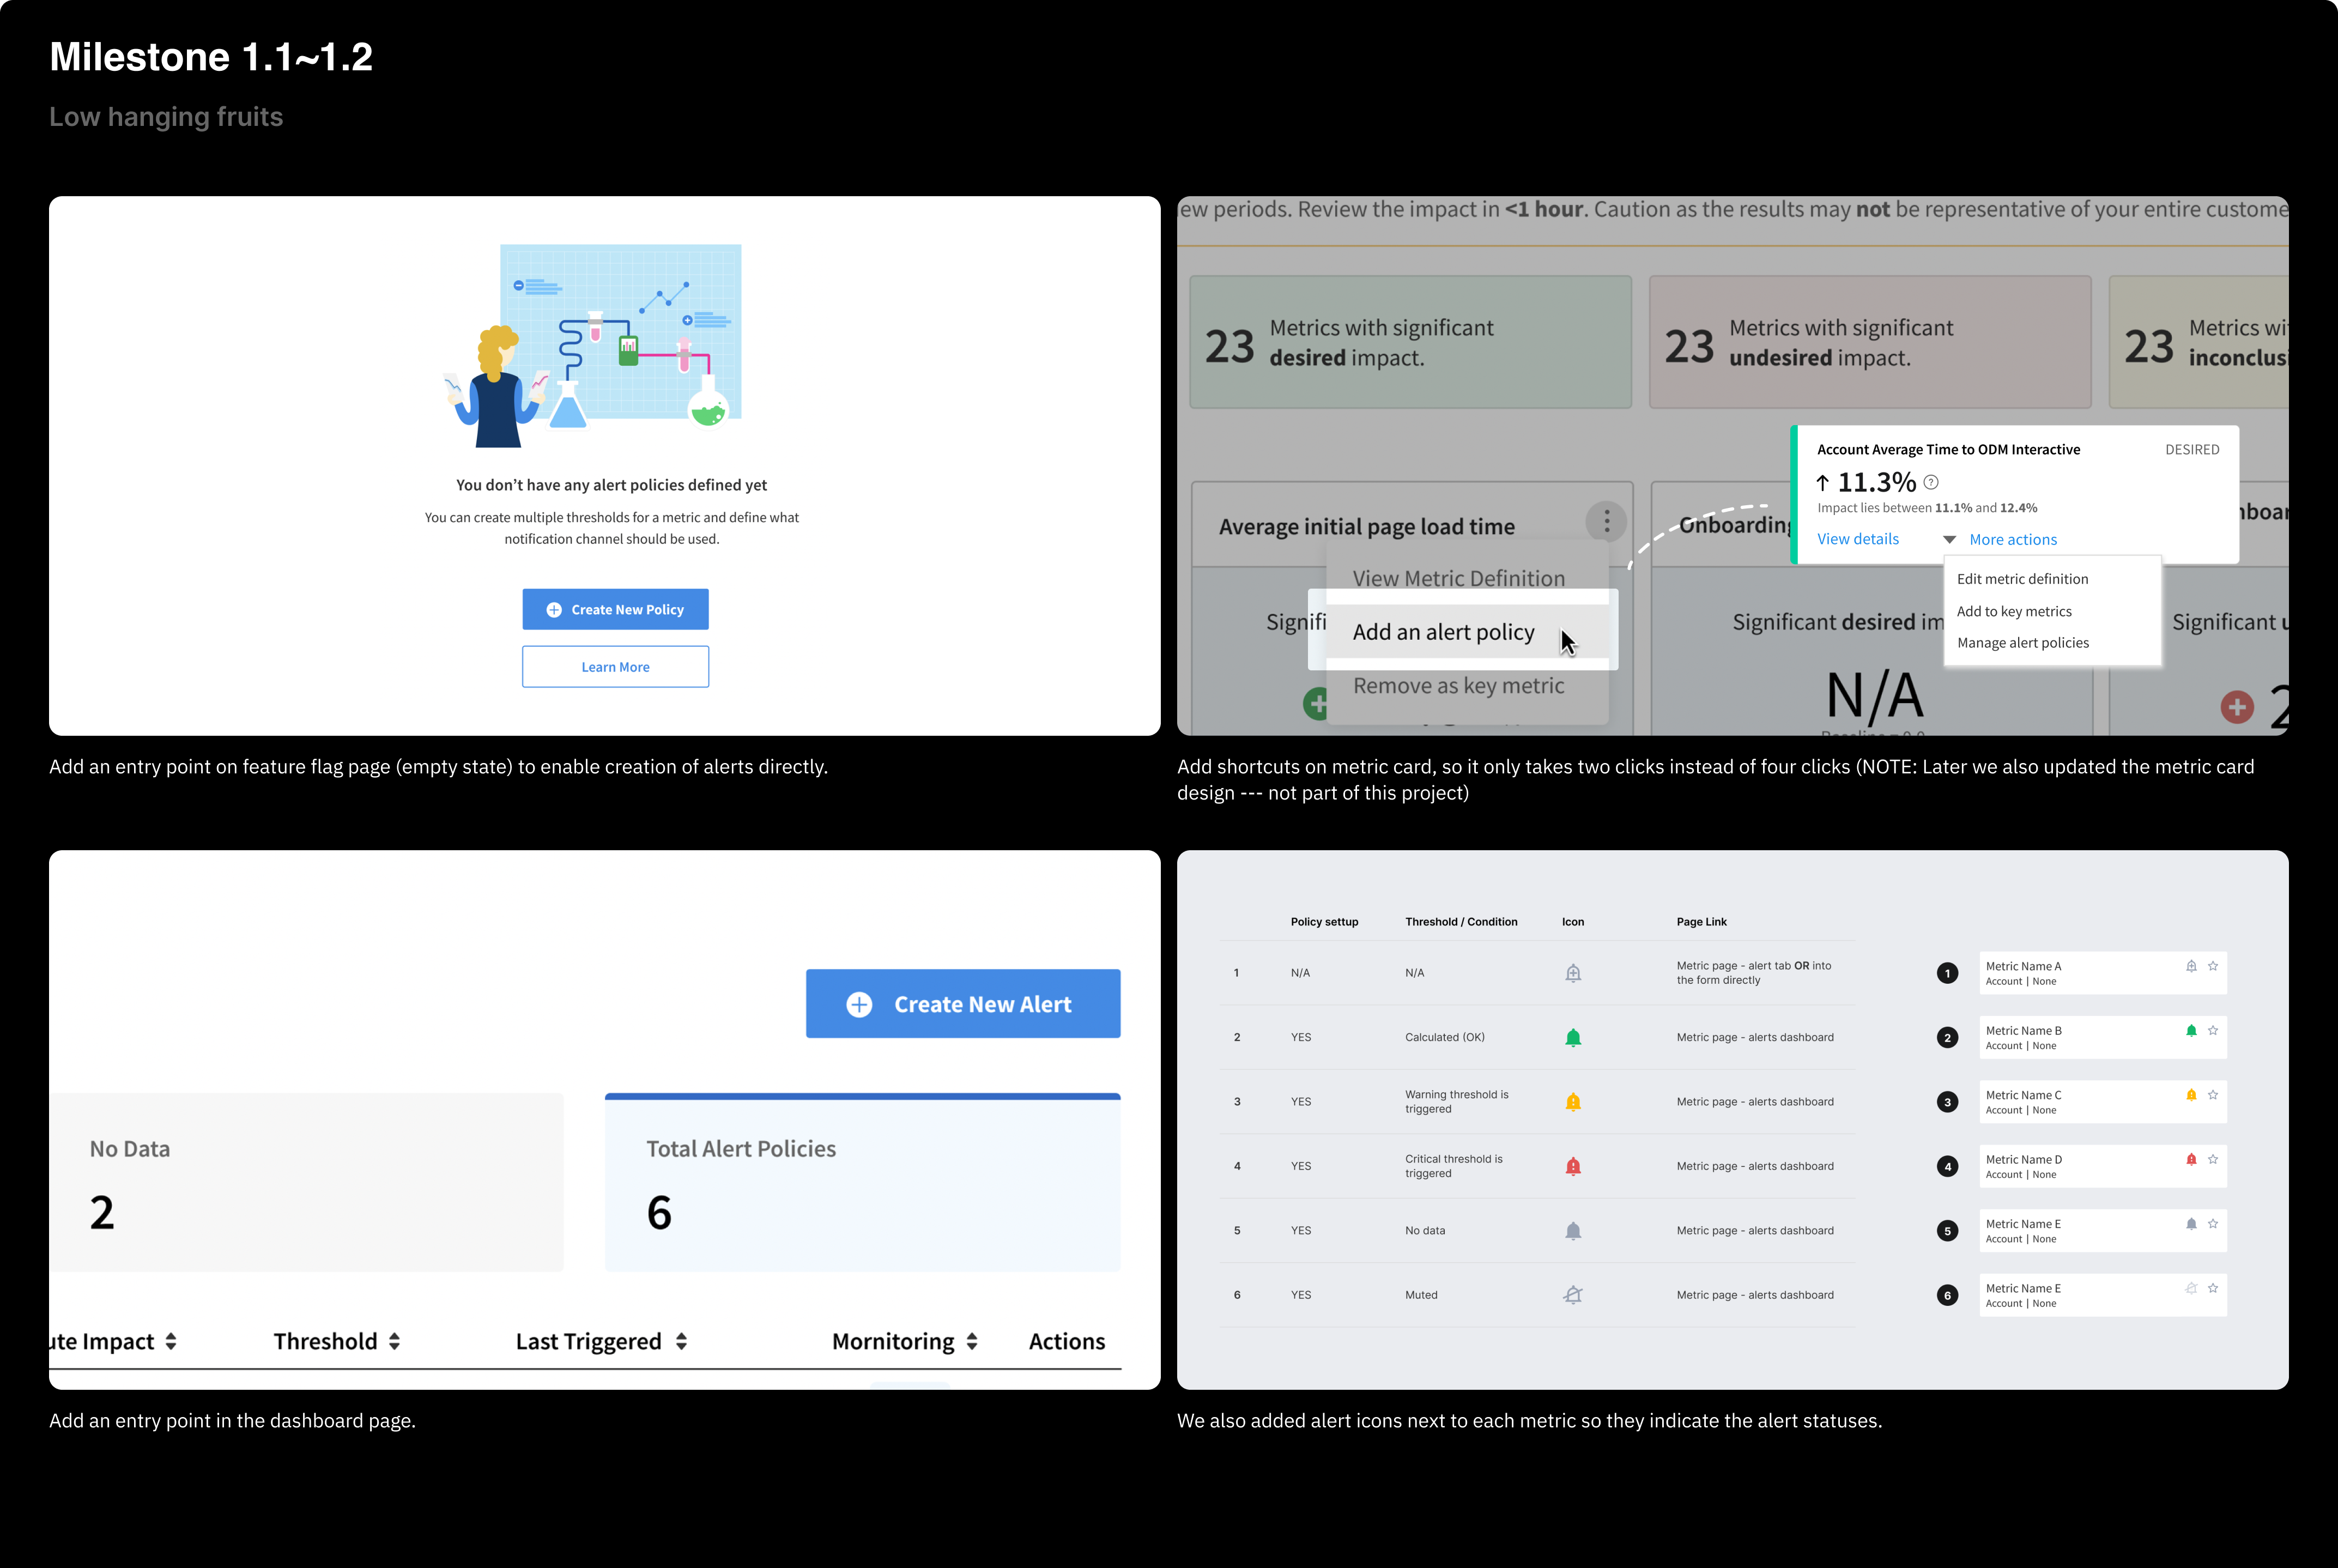 Milestone 1.1~1.2
Low hanging fruits
You don’t have any alert policies defined yet
You can create multiple thresholds for a metric and define what
notification channel should be used.
Create New Policy
Learn More
Add an entry point on feature flag page (empty state) to enable creation of alerts directly.
ew periods. Review the impact in <1 hour. Caution as the results may not be representative of your entire custome
23 Metrics with significant
desired impact.
23 Metrics with significant
undesired impact.
23 Metrics wi
inconclusi
Average initial page load time
View Metric Definition
Add an alert policy
Remove as key metric
Signifi
Onboarding
Significant desired im
N/A
Baseline = 0.0
nboar
Significant u
2
Account Average Time to ODM Interactive DESIRED
11.3%
Impact lies between 11.1% and 12.4%
View details More actions
Edit metric definition
Add to key metrics
Manage alert policies
Add shortcuts on metric card, so it only takes two clicks instead of four clicks (NOTE: Later we also updated the metric card
design --- not part of this project)
Create New Alert
No Data
2
Total Alert Policies
6
ute Impact Threshold Last Triggered Mornitoring Actions
Add an entry point in the dashboard page.
Policy settup Threshold / Condition Icon Page Link
1 N/A N/A Metric page - alert tab OR into
the form directly
2 YES Calculated (OK) Metric page - alerts dashboard
3 YES Warning threshold is
triggered Metric page - alerts dashboard
4 YES Critical threshold is
triggered Metric page - alerts dashboard
5 YES No data Metric page - alerts dashboard
6 YES Muted Metric page - alerts dashboard
1 Metric Name A
Account | None
2 Metric Name B
Account | None
3 Metric Name C
Account | None
4 Metric Name D
Account | None
5 Metric Name E
Account | None
6 Metric Name E
Account | None
We also added alert icons next to each metric so they indicate the alert statuses.